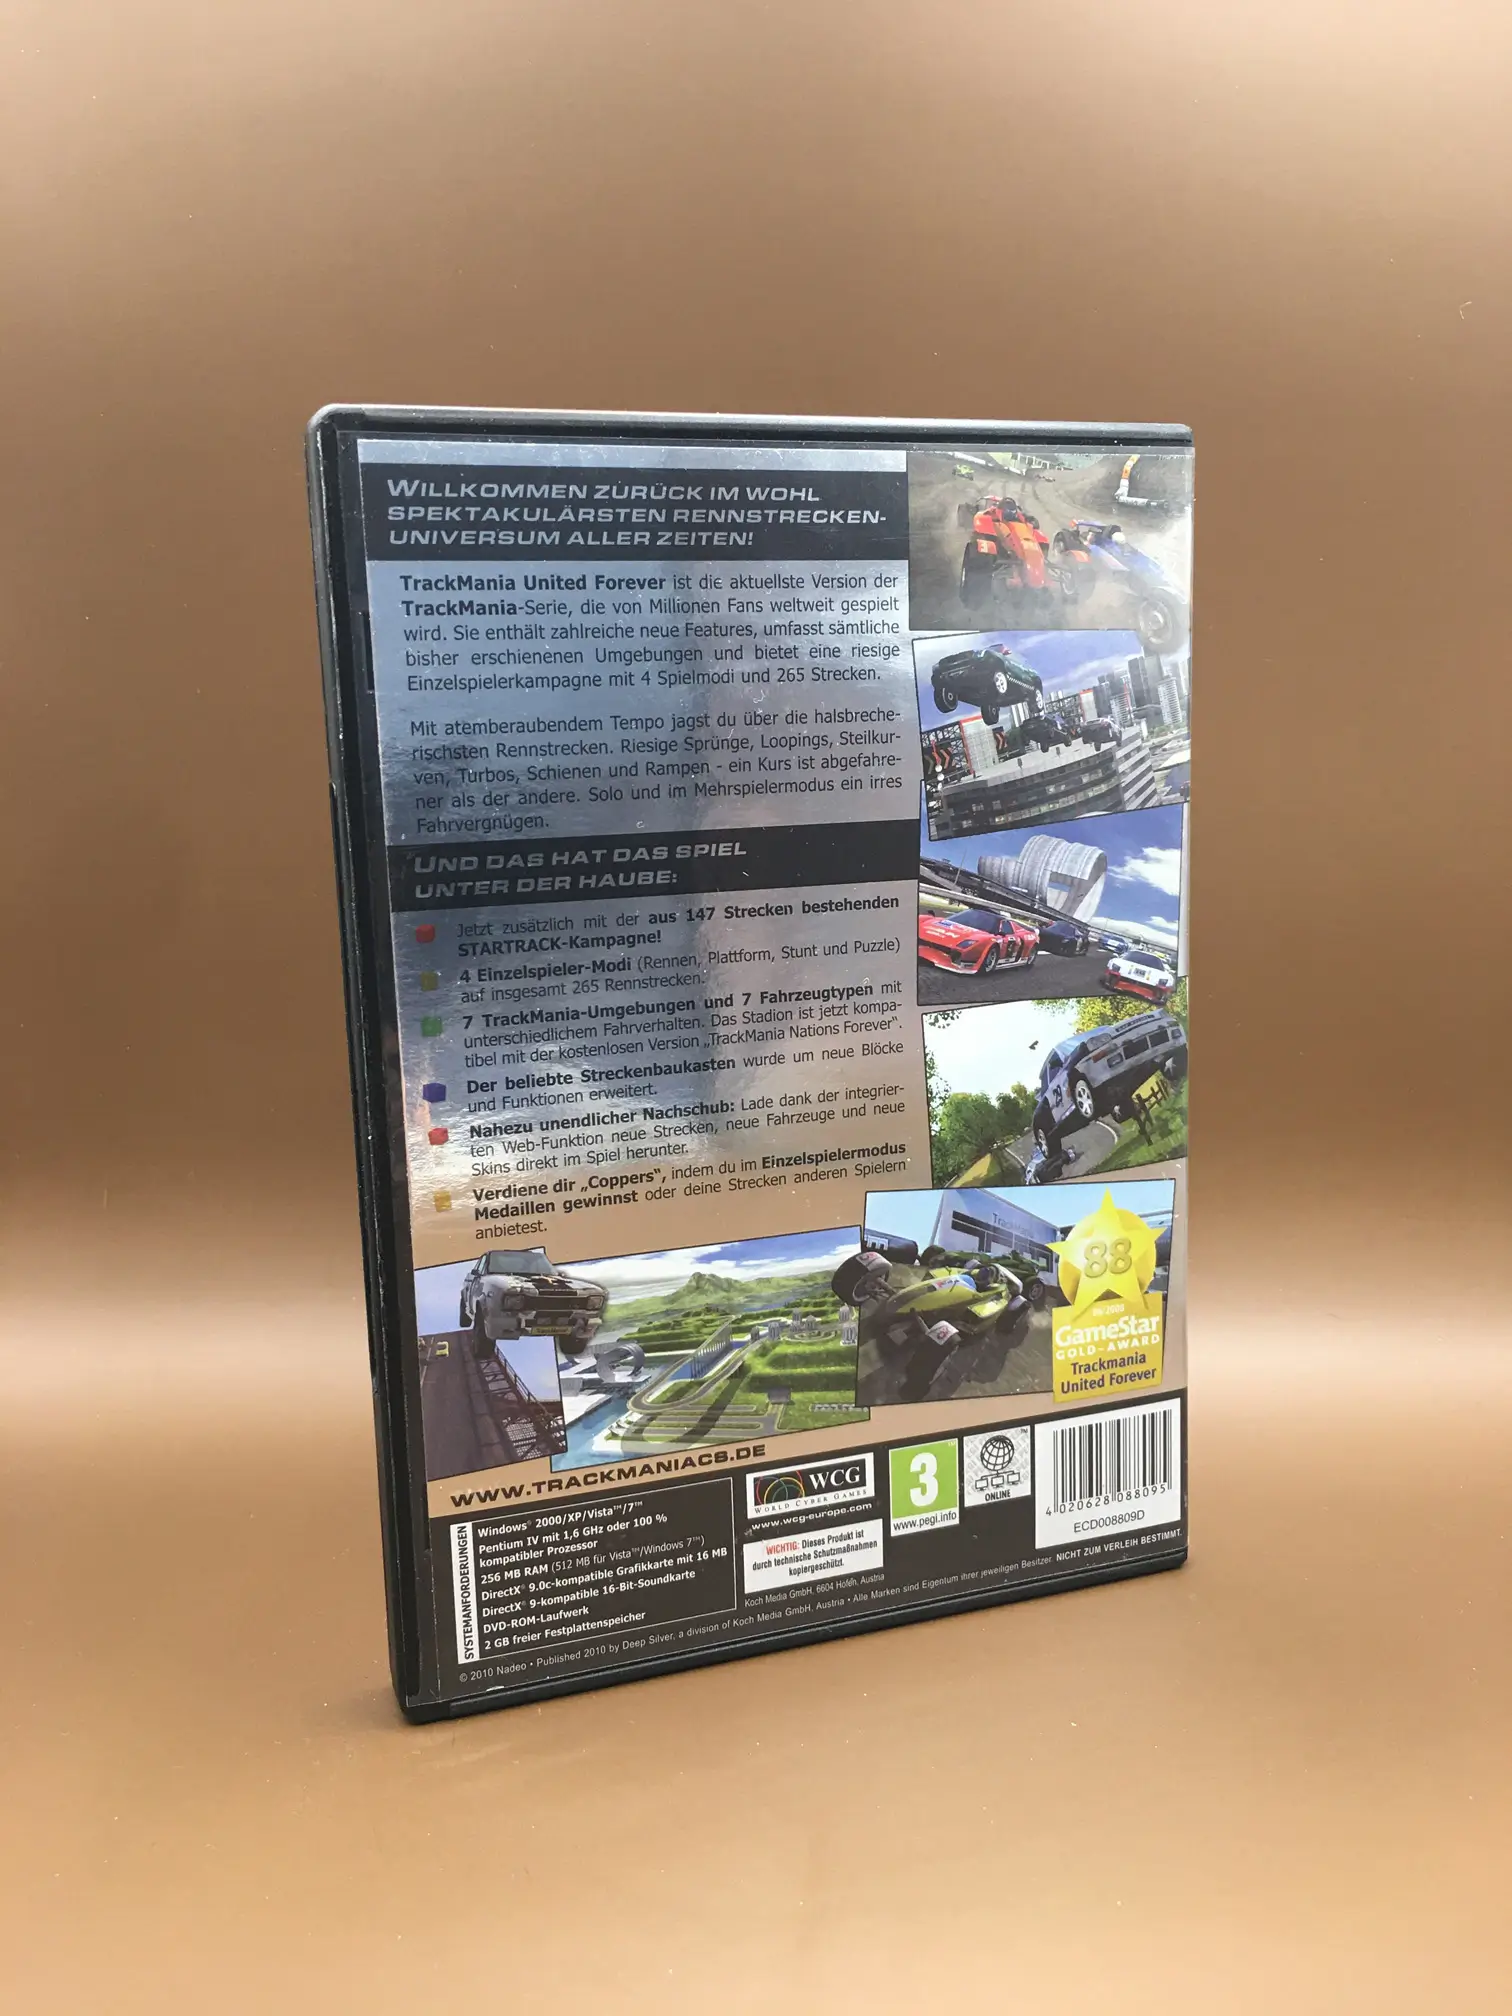 WILLKOMMEN ZURÜCK IM WOHL
SPEKTAKULÄRSTEN RENNSTRECKEN-
UNIVERSUM ALLER ZEITEN!
TrackMania United Forever ist die aktuellste Version der
TrackMania-Serie, die von Millionen Fans weltweit gespielt
wird. Sie enthält zahlreiche neue Features, umfasst sämtliche
bisher erschienenen Umgebungen und bietet eine riesige
Einzelspielerkampagne mit 4 Spielmodi und 265 Strecken.
Mit atemberaubendem Tempo jagst du über die halsbreche-
rischsten Rennstrecken. Riesige Sprünge, Loopings, Steilkur-
ven, Turbos, Schienen und Rampen - ein Kurs ist abgefahre-
ner als der andere. Solo und im Mehrspielermodus ein irres
Fahrvergnügen.
UND DAS HAT DAS SPIEL
UNTER DER HAUBE:
Jetzt zusätzlich mit der aus 147 Strecken bestehenden
STARTRACK-Kampagne!
4 Einzelspieler-Modi (Rennen, Plattform, Stunt und Puzzle)
auf insgesamt 265 Rennstrecken.
7 TrackMania-Umgebungen und 7 Fahrzeugtypen mit
unterschiedlichem Fahrverhalten. Das Stadion ist jetzt kompa-
tibel mit der kostenlosen Version „TrackMania Nations Forever“.
Der beliebte Streckenbaukasten wurde um neue Blöcke
und Funktionen erweitert.
Nahezu unendlicher Nachschub: Lade dank der integrier-
ten Web-Funktion neue Strecken, neue Fahrzeuge und neue
Skins direkt im Spiel herunter.
Verdiene dir „Coppers“, indem du im Einzelspielermodus
Medaillen gewinnst oder deine Strecken anderen Spielern
anbietest.
88
GameStar
GOLD-AWARD
Trackmania
United Forever
WWW.TRACKMANIACS.DE
SYSTEMANFORDERUNGEN
Windows® 2000/XP/Vista™/7™
Pentium IV mit 1,6 GHz oder 100 %
kompatibler Prozessor
256 MB RAM (512 MB für Vista™/Windows 7™)
DirectX® 9.0c-kompatible Grafikkarte mit 16 MB
DirectX® 9-kompatible 16-Bit-Soundkarte
DVD-ROM-Laufwerk
2 GB freier Festplattenspeicher
WCG
WORLD CYBER GAMES
www.wcg-europe.com
WICHTIG: Dieses Produkt ist
durch technische Schutzmaßnahmen
kopiergeschützt.
Koch Media GmbH, 6604 Höfen, Austria
3
www.pegi.info
ONLINE
4 020628 088095
ECD008809D
© 2010 Nadeo • Published 2010 by Deep Silver, a division of Koch Media GmbH, Austria • Alle Marken sind Eigentum ihrer jeweiligen Besitzer. NICHT ZUM VERLEIH BESTIMMT.